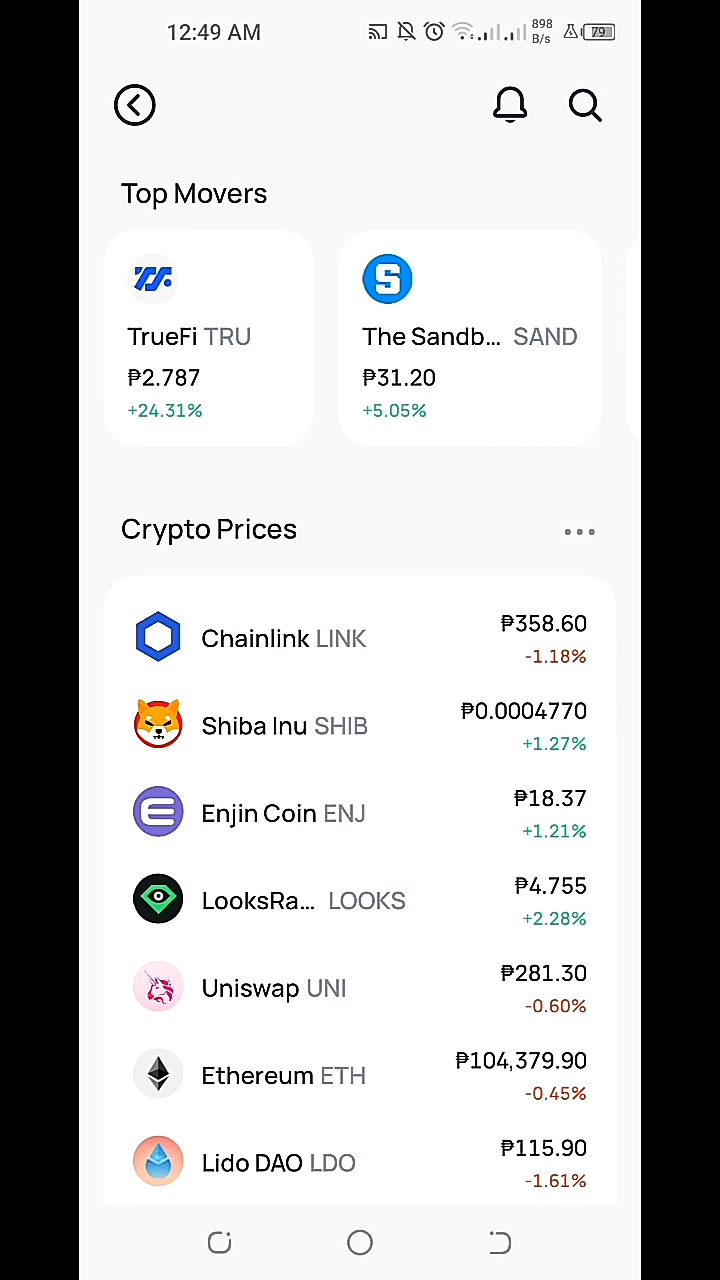 12:49 AM 898 B/s 79
Top Movers
TrueFi TRU
₱2.787
+24.31%
The Sandb... SAND
₱31.20
+5.05%
Crypto Prices
Chainlink LINK
₱358.60
-1.18%
Shiba Inu SHIB
₱0.0004770
+1.27%
Enjin Coin ENJ
₱18.37
+1.21%
LooksRa... LOOKS
₱4.755
+2.28%
Uniswap UNI
₱281.30
-0.60%
Ethereum ETH
₱104,379.90
-0.45%
Lido DAO LDO
₱115.90
-1.61%